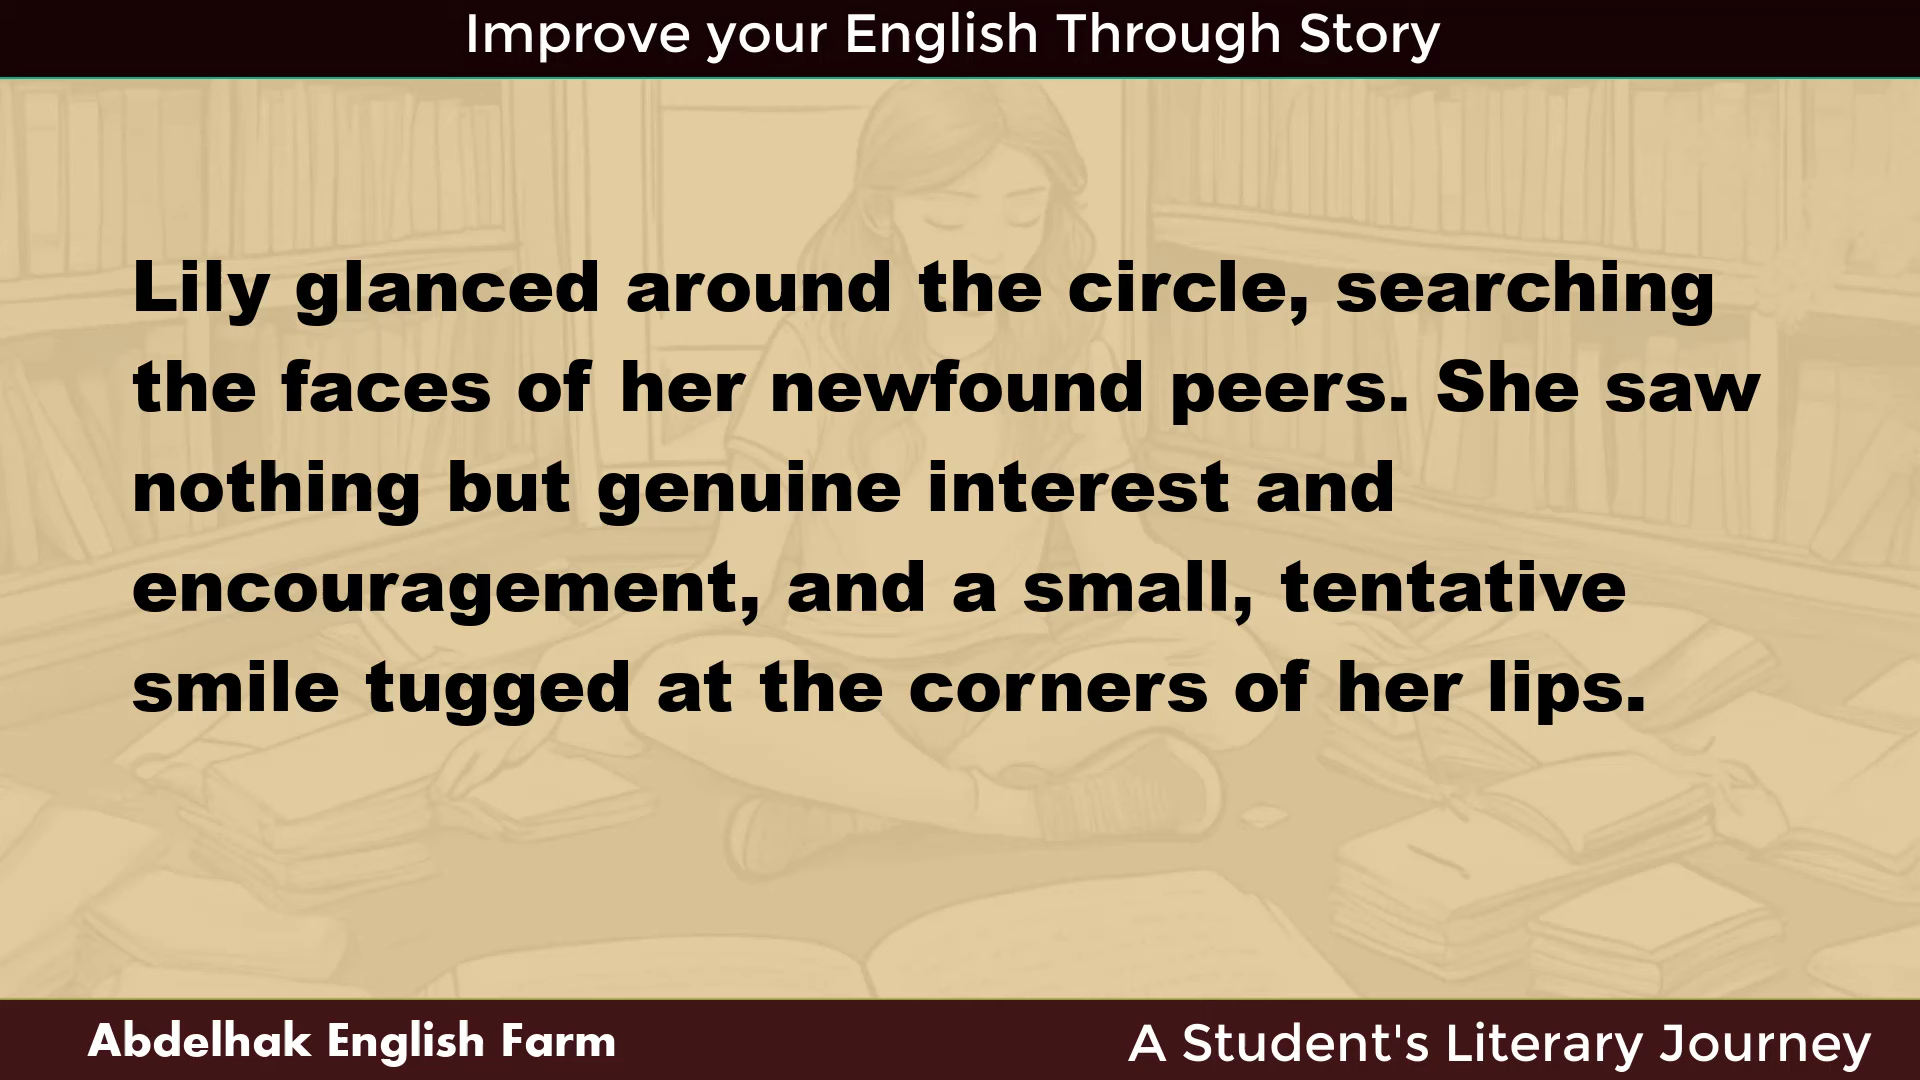 Improve your English Through Story
Lily glanced around the circle, searching
the faces of her newfound peers. She saw
nothing but genuine interest and
encouragement, and a small, tentative
smile tugged at the corners of her lips.
Abdelhak English Farm
A Student's Literary Journey